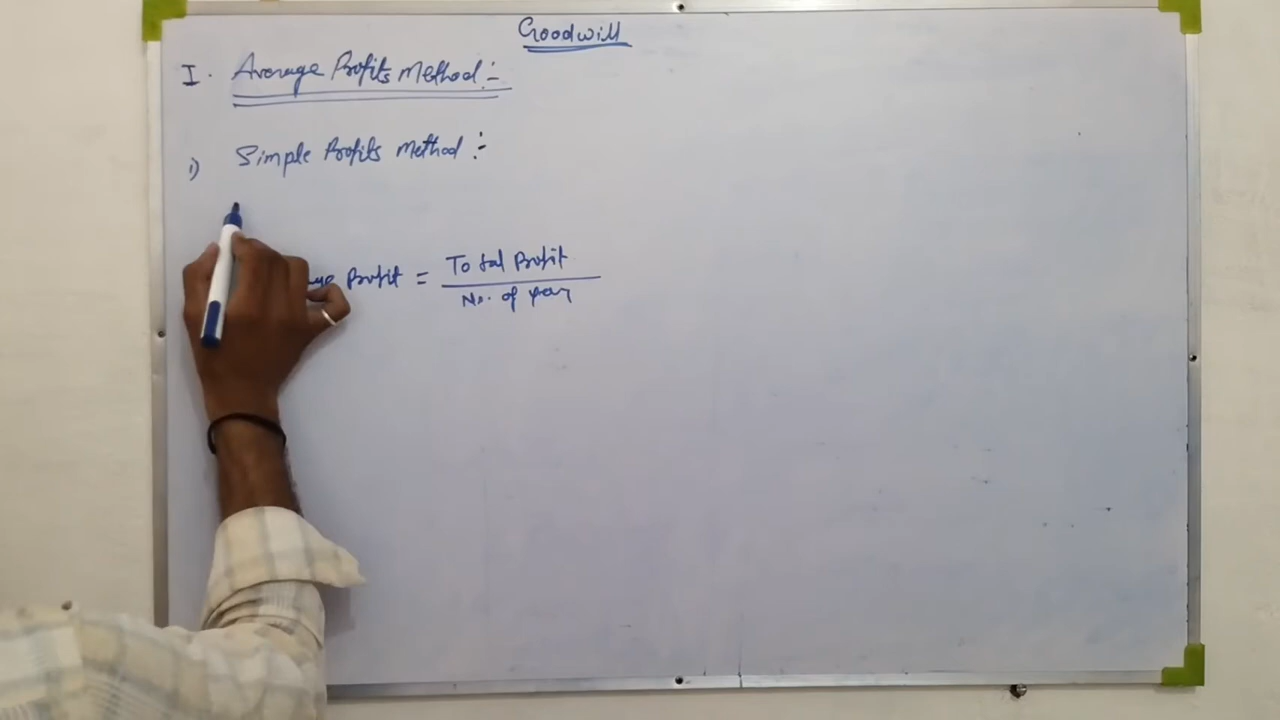 Goodwill
I. Average Profits Method:-
i) Simple Profits Method :-
Profit = Total Profit
No. of year